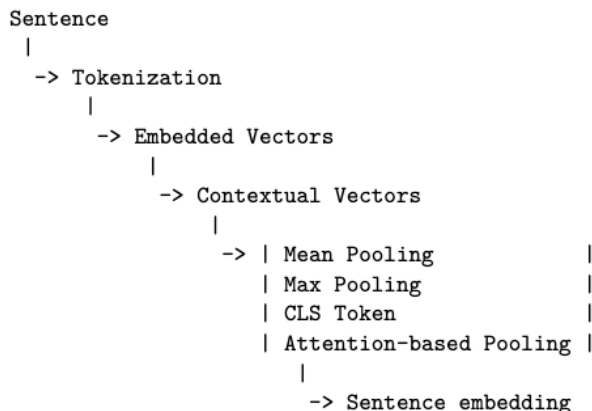 Sentence
|
-> Tokenization
|
-> Embedded Vectors
|
-> Contextual Vectors
|
-> | Mean Pooling |
| Max Pooling |
| CLS Token |
| Attention-based Pooling |
|
-> Sentence embedding